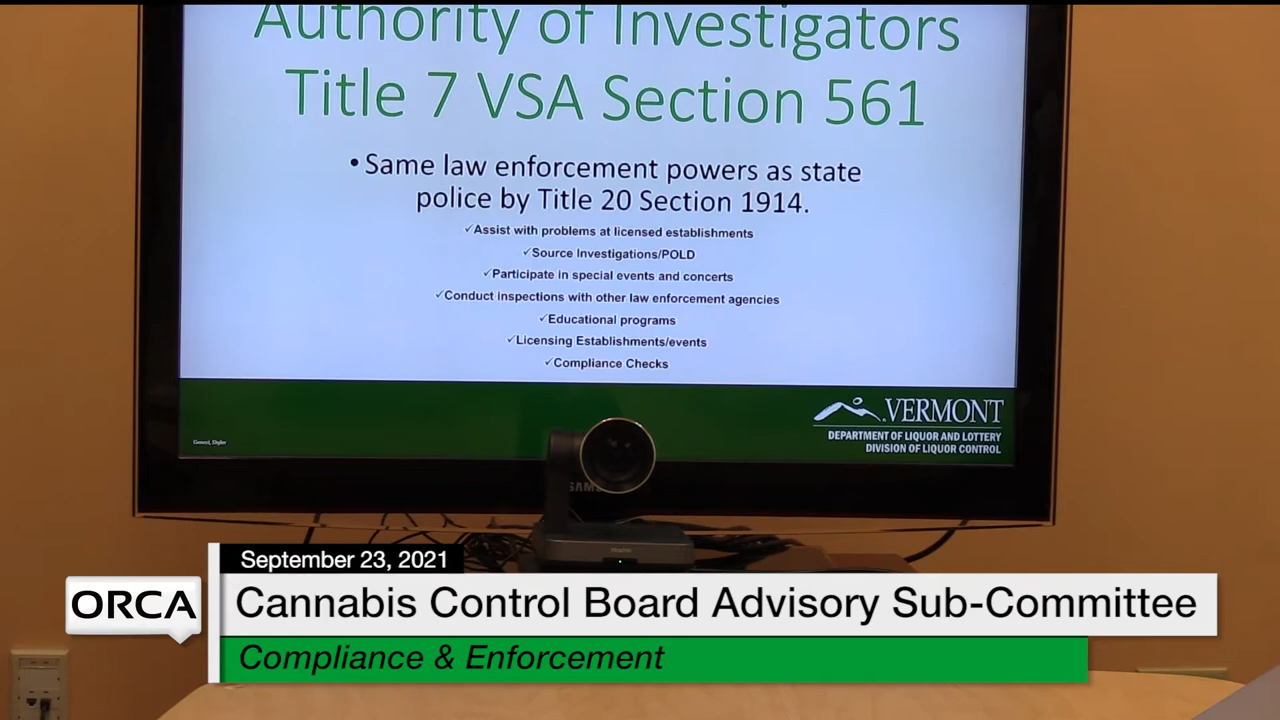 Authority of Investigators
Title 7 VSA Section 561
• Same law enforcement powers as state
police by Title 20 Section 1914.
✓Assist with problems at licensed establishments
✓Source Investigations/POLD
✓Participate in special events and concerts
✓Conduct inspections with other law enforcement agencies
✓Educational programs
✓Licensing Establishments/events
✓Compliance Checks
VERMONT
DEPARTMENT OF LIQUOR AND LOTTERY
DIVISION OF LIQUOR CONTROL
SAM
September 23, 2021
ORCA
Cannabis Control Board Advisory Sub-Committee
Compliance & Enforcement